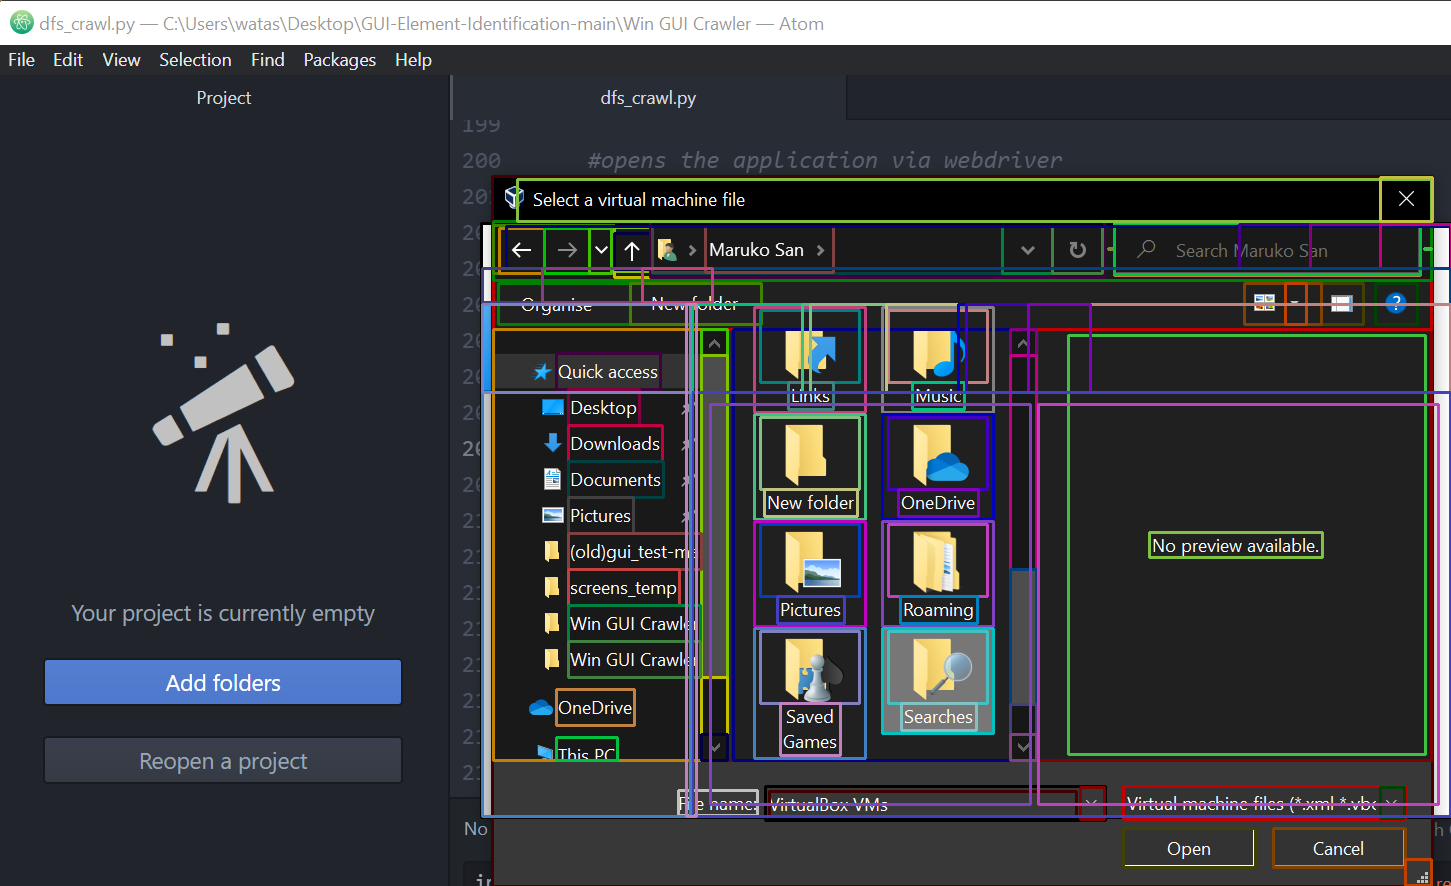 dfs_crawl.py — C:\Users\watas\Desktop\GUI-Element-Identification-main\Win GUI Crawler — Atom
File Edit View Selection Find Packages Help
Project
dfs_crawl.py
199
200 #opens the application via webdriver
Select a virtual machine file
Maruko San
Search Maruko San
Organise
New folder
Quick access
Desktop
Downloads
Documents
Pictures
(old)gui_test-m
screens_temp
Win GUI Crawler
Win GUI Crawler
OneDrive
This PC
Links
Music
New folder
OneDrive
Pictures
Roaming
Saved
Games
Searches
No preview available.
Your project is currently empty
Add folders
Reopen a project
File name:
VirtualBox VMs
Virtual machine files (*.xml *.vbo
No
Open
Cancel